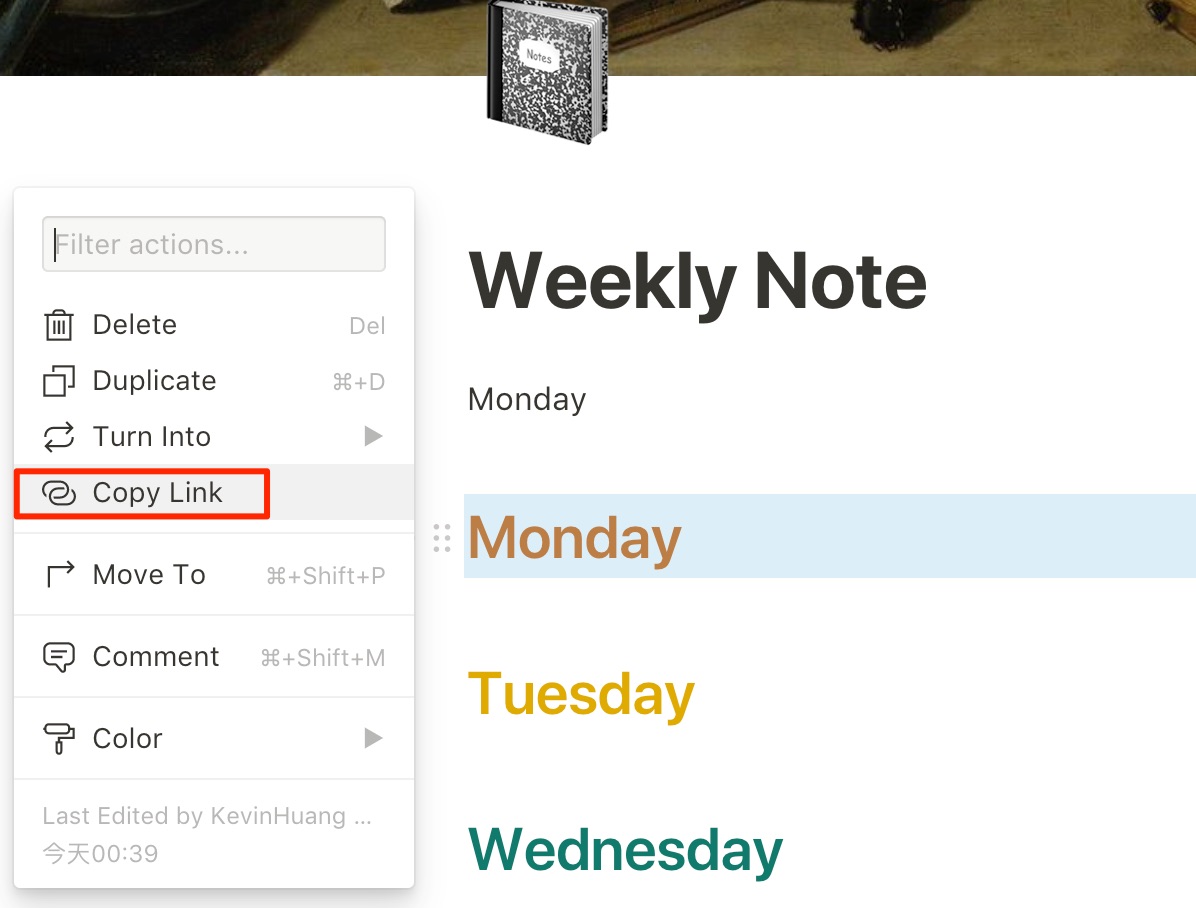 Notes
Filter actions...
Delete Del
Duplicate ⌘+D
Turn Into
Copy Link
Move To ⌘+Shift+P
Comment ⌘+Shift+M
Color
Last Edited by KevinHuang ...
今天00:39
Weekly Note
Monday
Monday
Tuesday
Wednesday